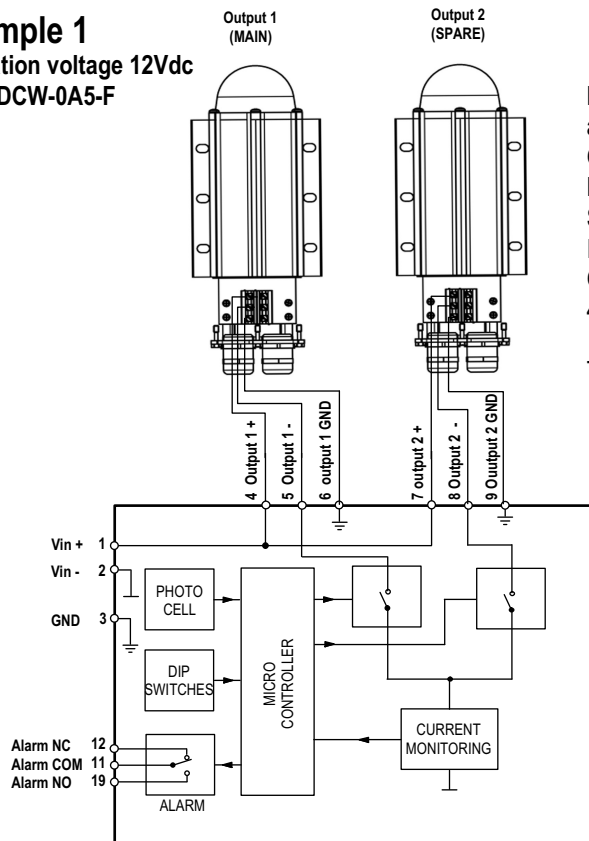 mple 1
tion voltage 12Vdc
DCW-0A5-F
Output 1
(MAIN)
Output 2
(SPARE)
4 Output 1 +
5 Output 1 -
6 output 1 GND
7 output 2 +
8 Output 2 -
9 Ouutput 2 GND
Vin + 1
Vin - 2
GND 3
PHOTO
CELL
DIP
SWITCHES
MICRO
CONTROLLER
CURRENT
MONITORING
Alarm NC 12
Alarm COM 11
Alarm NO 19
ALARM